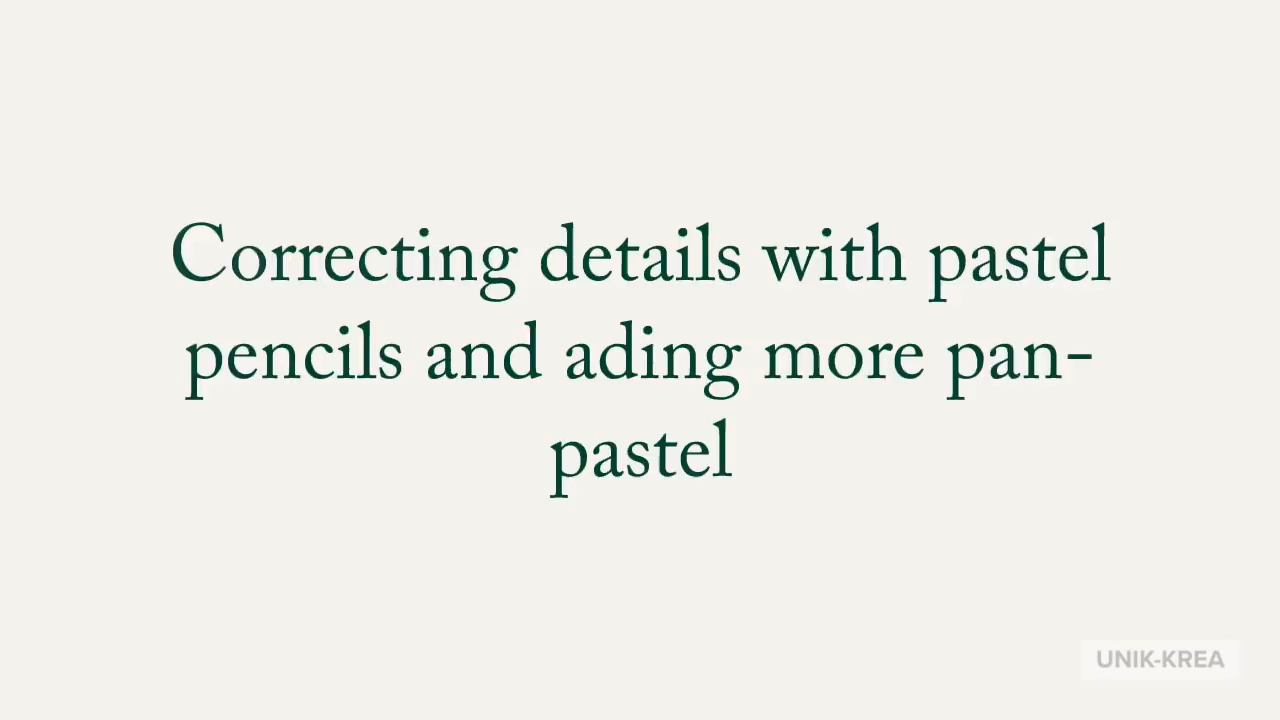 Correcting details with pastel
pencils and ading more pan-
pastel
UNIK-KREA